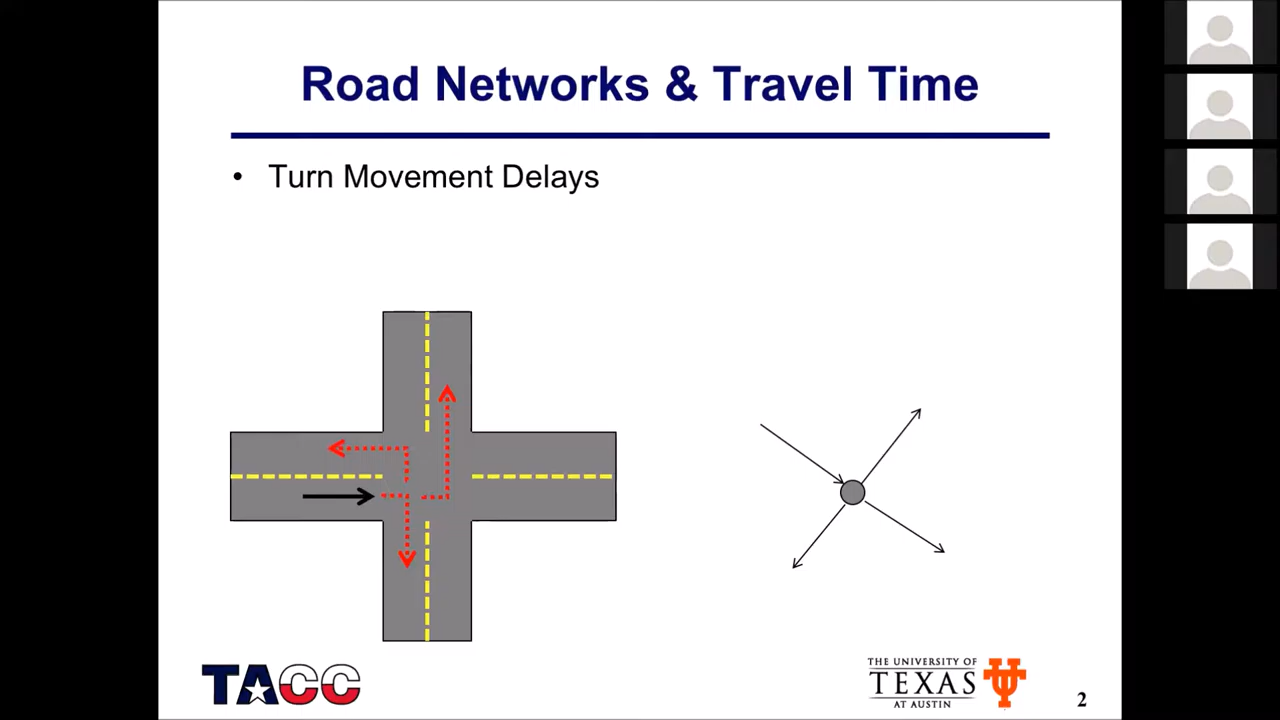 Road Networks & Travel Time
• Turn Movement Delays
TACC
THE UNIVERSITY OF
TEXAS
AT AUSTIN
2